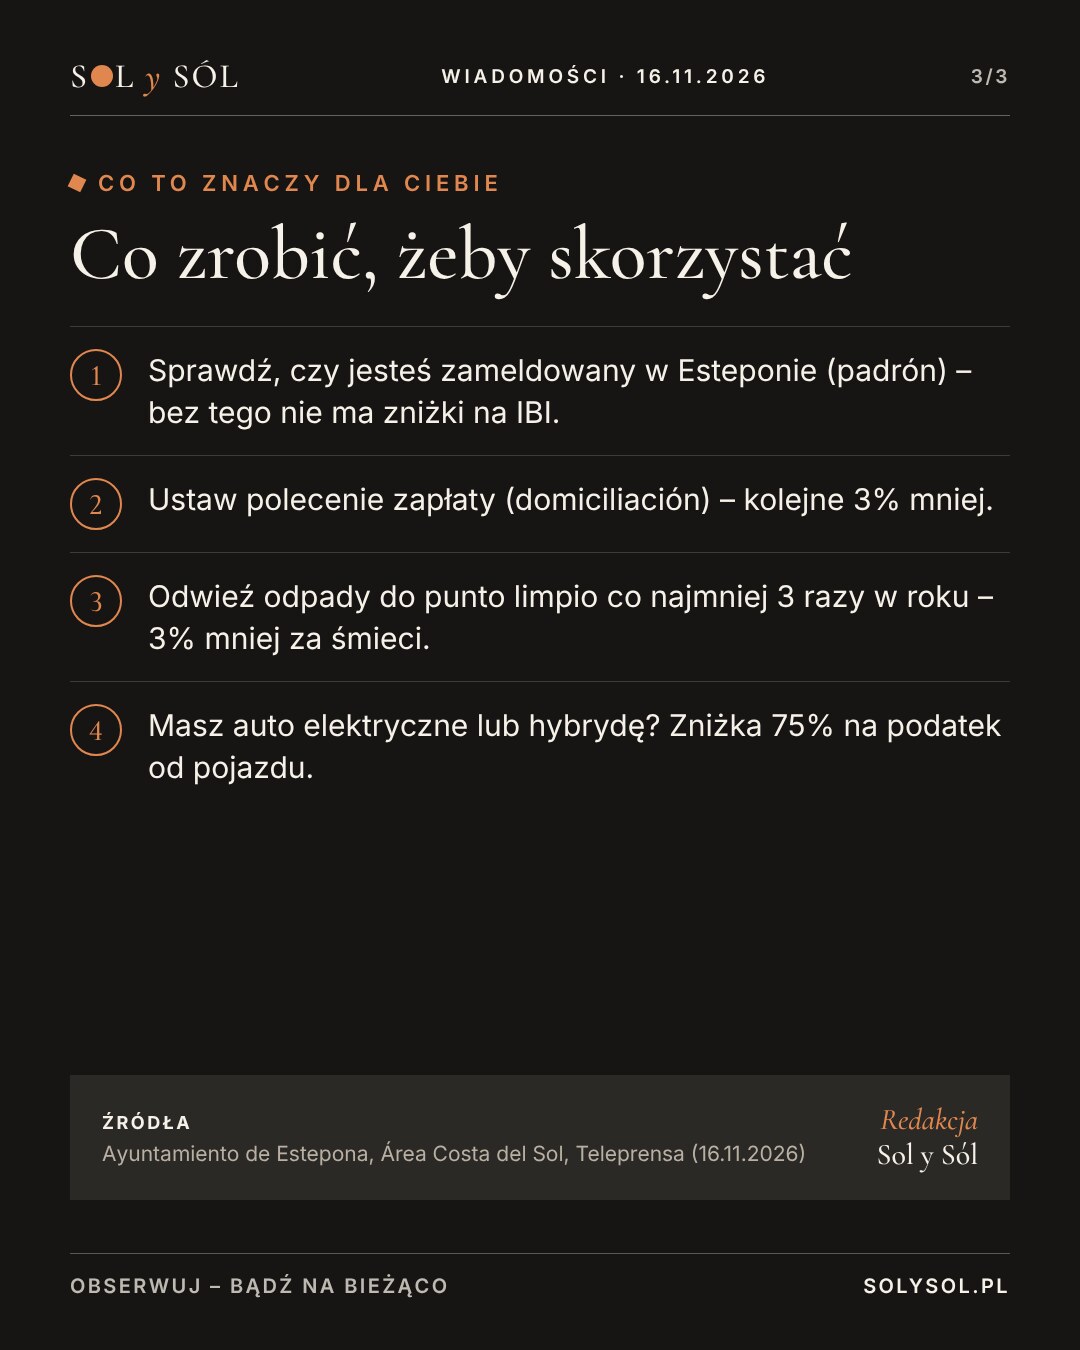 SOL y SÓL
WIADOMOŚCI · 16.11.2026
3/3
CO TO ZNACZY DLA CIEBIE
Co zrobić, żeby skorzystać
1
Sprawdź, czy jesteś zameldowany w Esteponie (padrón) –
bez tego nie ma zniżki na IBI.
2
Ustaw polecenie zapłaty (domiciliación) – kolejne 3% mniej.
3
Odwieź odpady do punto limpio co najmniej 3 razy w roku –
3% mniej za śmieci.
4
Masz auto elektryczne lub hybrydę? Zniżka 75% na podatek
od pojazdu.
ŹRÓDŁA
Ayuntamiento de Estepona, Área Costa del Sol, Teleprensa (16.11.2026)
Redakcja
Sol y Sól
OBSERWUJ – BĄDŹ NA BIEŻĄCO
SOLYSOL.PL